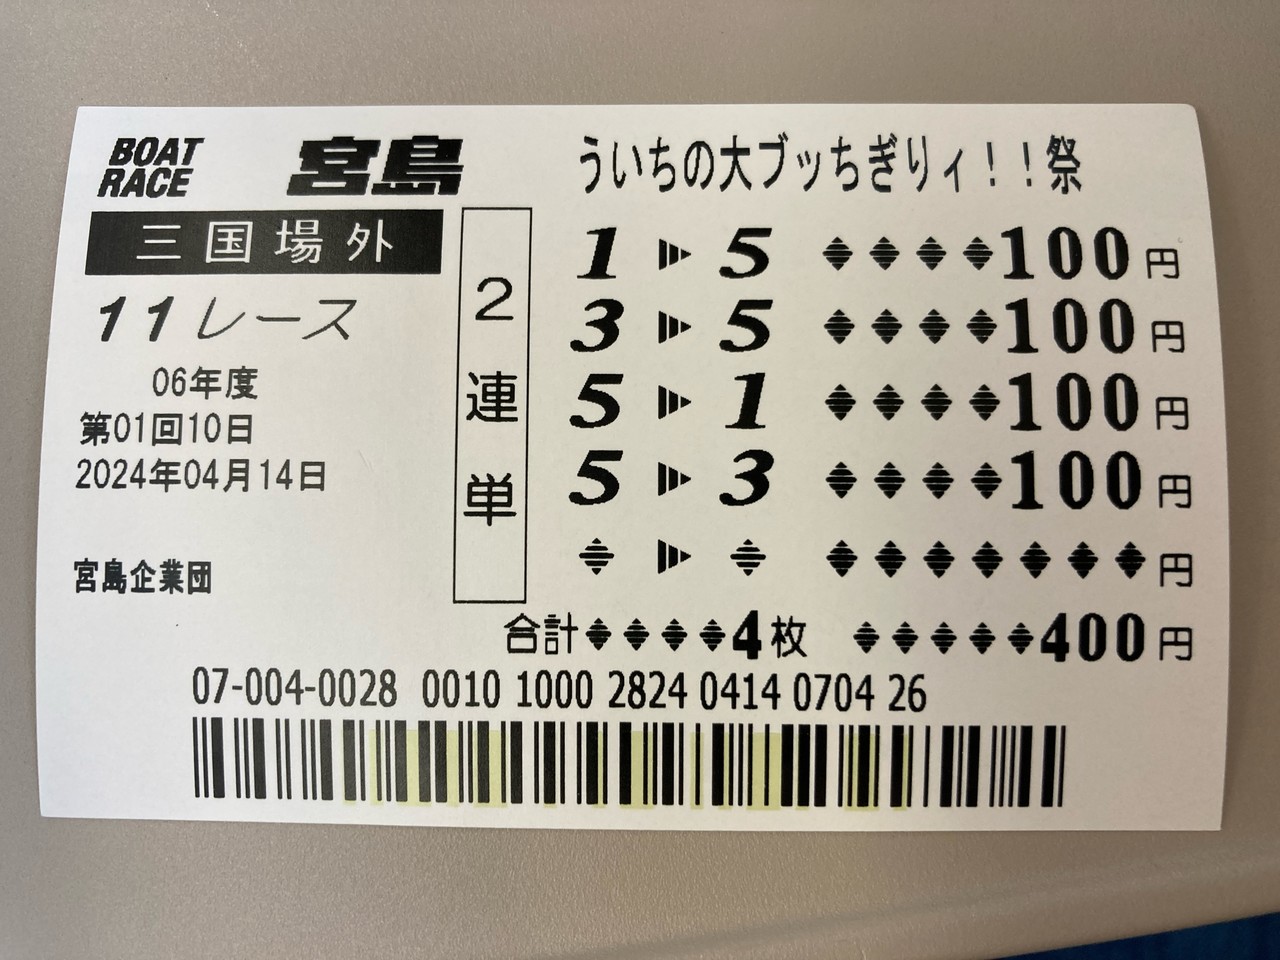 BOAT RACE 宮島
三国場外
11レース
06年度
第01回10日
2024年04月14日
宮島企業団
2連単
ういちの大ブッちぎりィ!!祭
1 ▶ 5 ◆◆◆◆100円
3 ▶ 5 ◆◆◆◆100円
5 ▶ 1 ◆◆◆◆100円
5 ▶ 3 ◆◆◆◆100円
◆ ▶ ◆ ◆◆◆◆◆◆◆円
合計◆◆◆◆4枚 ◆◆◆◆◆400円
07-004-0028 0010 1000 2824 0414 0704 26